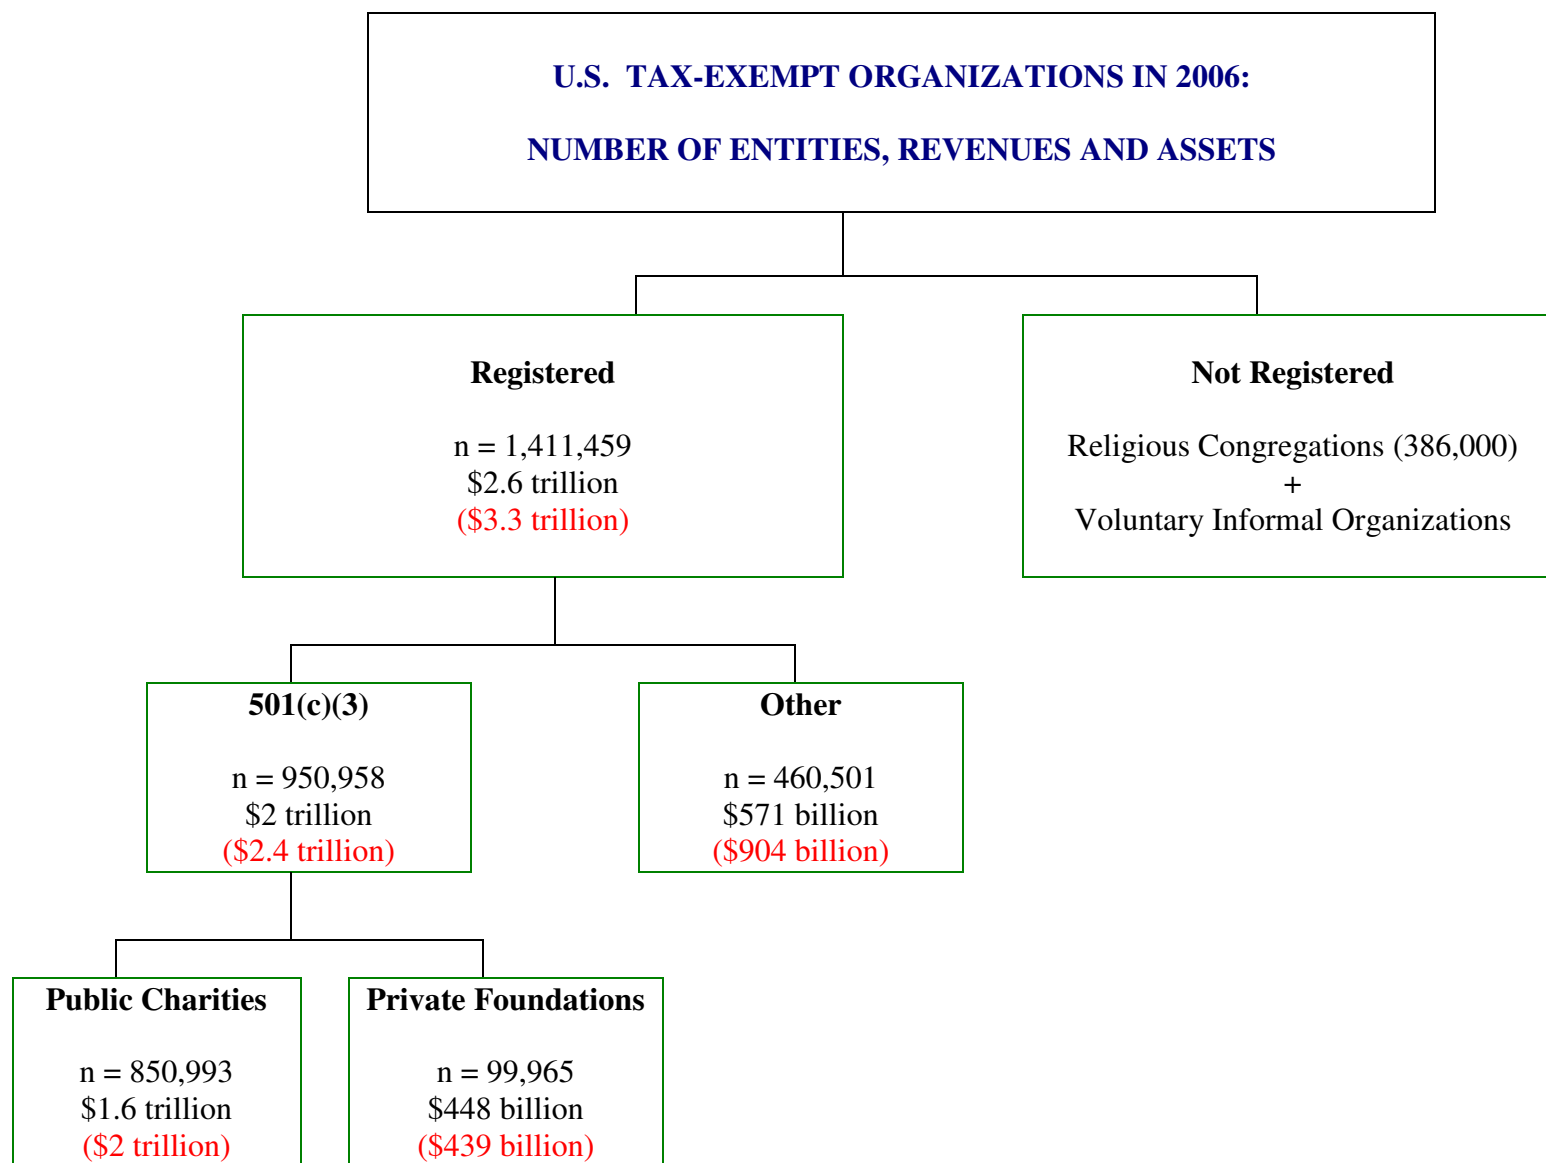 U.S. TAX-EXEMPT ORGANIZATIONS IN 2006:
NUMBER OF ENTITIES, REVENUES AND ASSETS
Registered
n = 1,411,459
$2.6 trillion
($3.3 trillion)
Not Registered
Religious Congregations (386,000)
+
Voluntary Informal Organizations
501(c)(3)
n = 950,958
$2 trillion
($2.4 trillion)
Other
n = 460,501
$571 billion
($904 billion)
Public Charities
n = 850,993
$1.6 trillion
($2 trillion)
Private Foundations
n = 99,965
$448 billion
($439 billion)